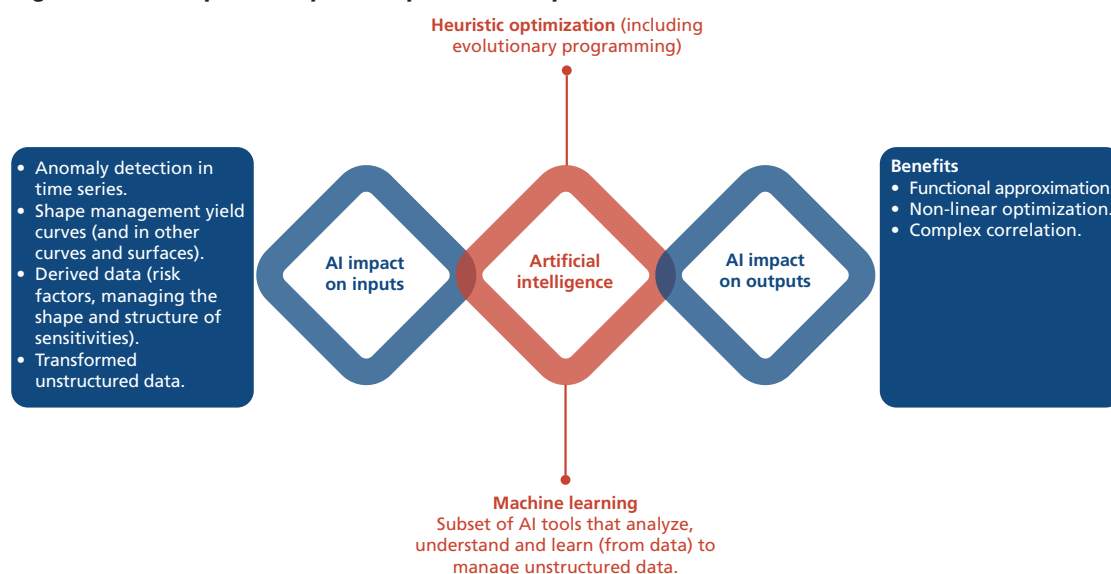 Heuristic optimization (including
evolutionary programming)
• Anomaly detection in
time series.
• Shape management yield
curves (and in other
curves and surfaces).
• Derived data (risk
factors, managing the
shape and structure of
sensitivities).
• Transformed
unstructured data.
AI impact
on inputs
Artificial
intelligence
AI impact
on outputs
Benefits
• Functional approximation
• Non-linear optimization.
• Complex correlation.
Machine learning
Subset of AI tools that analyze,
understand and learn (from data) to
manage unstructured data.